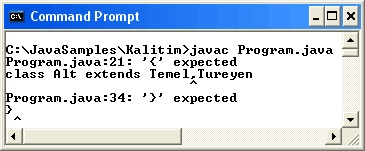 Command Prompt
C:\JavaSamples\Kalitim>javac Program.java
Program.java:21: '{' expected
class Alt extends Temel,Tureyen
^
Program.java:34: '}' expected
}
^